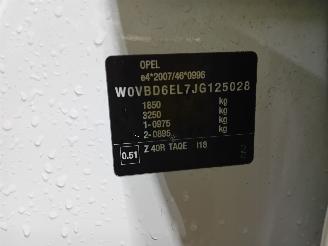 OPEL
e4*2007/46*0996
W0VBD6EL7JG125028
1850 kg
3250 kg
1-0975 kg
2-0895 kg
0.51 Z 40R TAQE I18